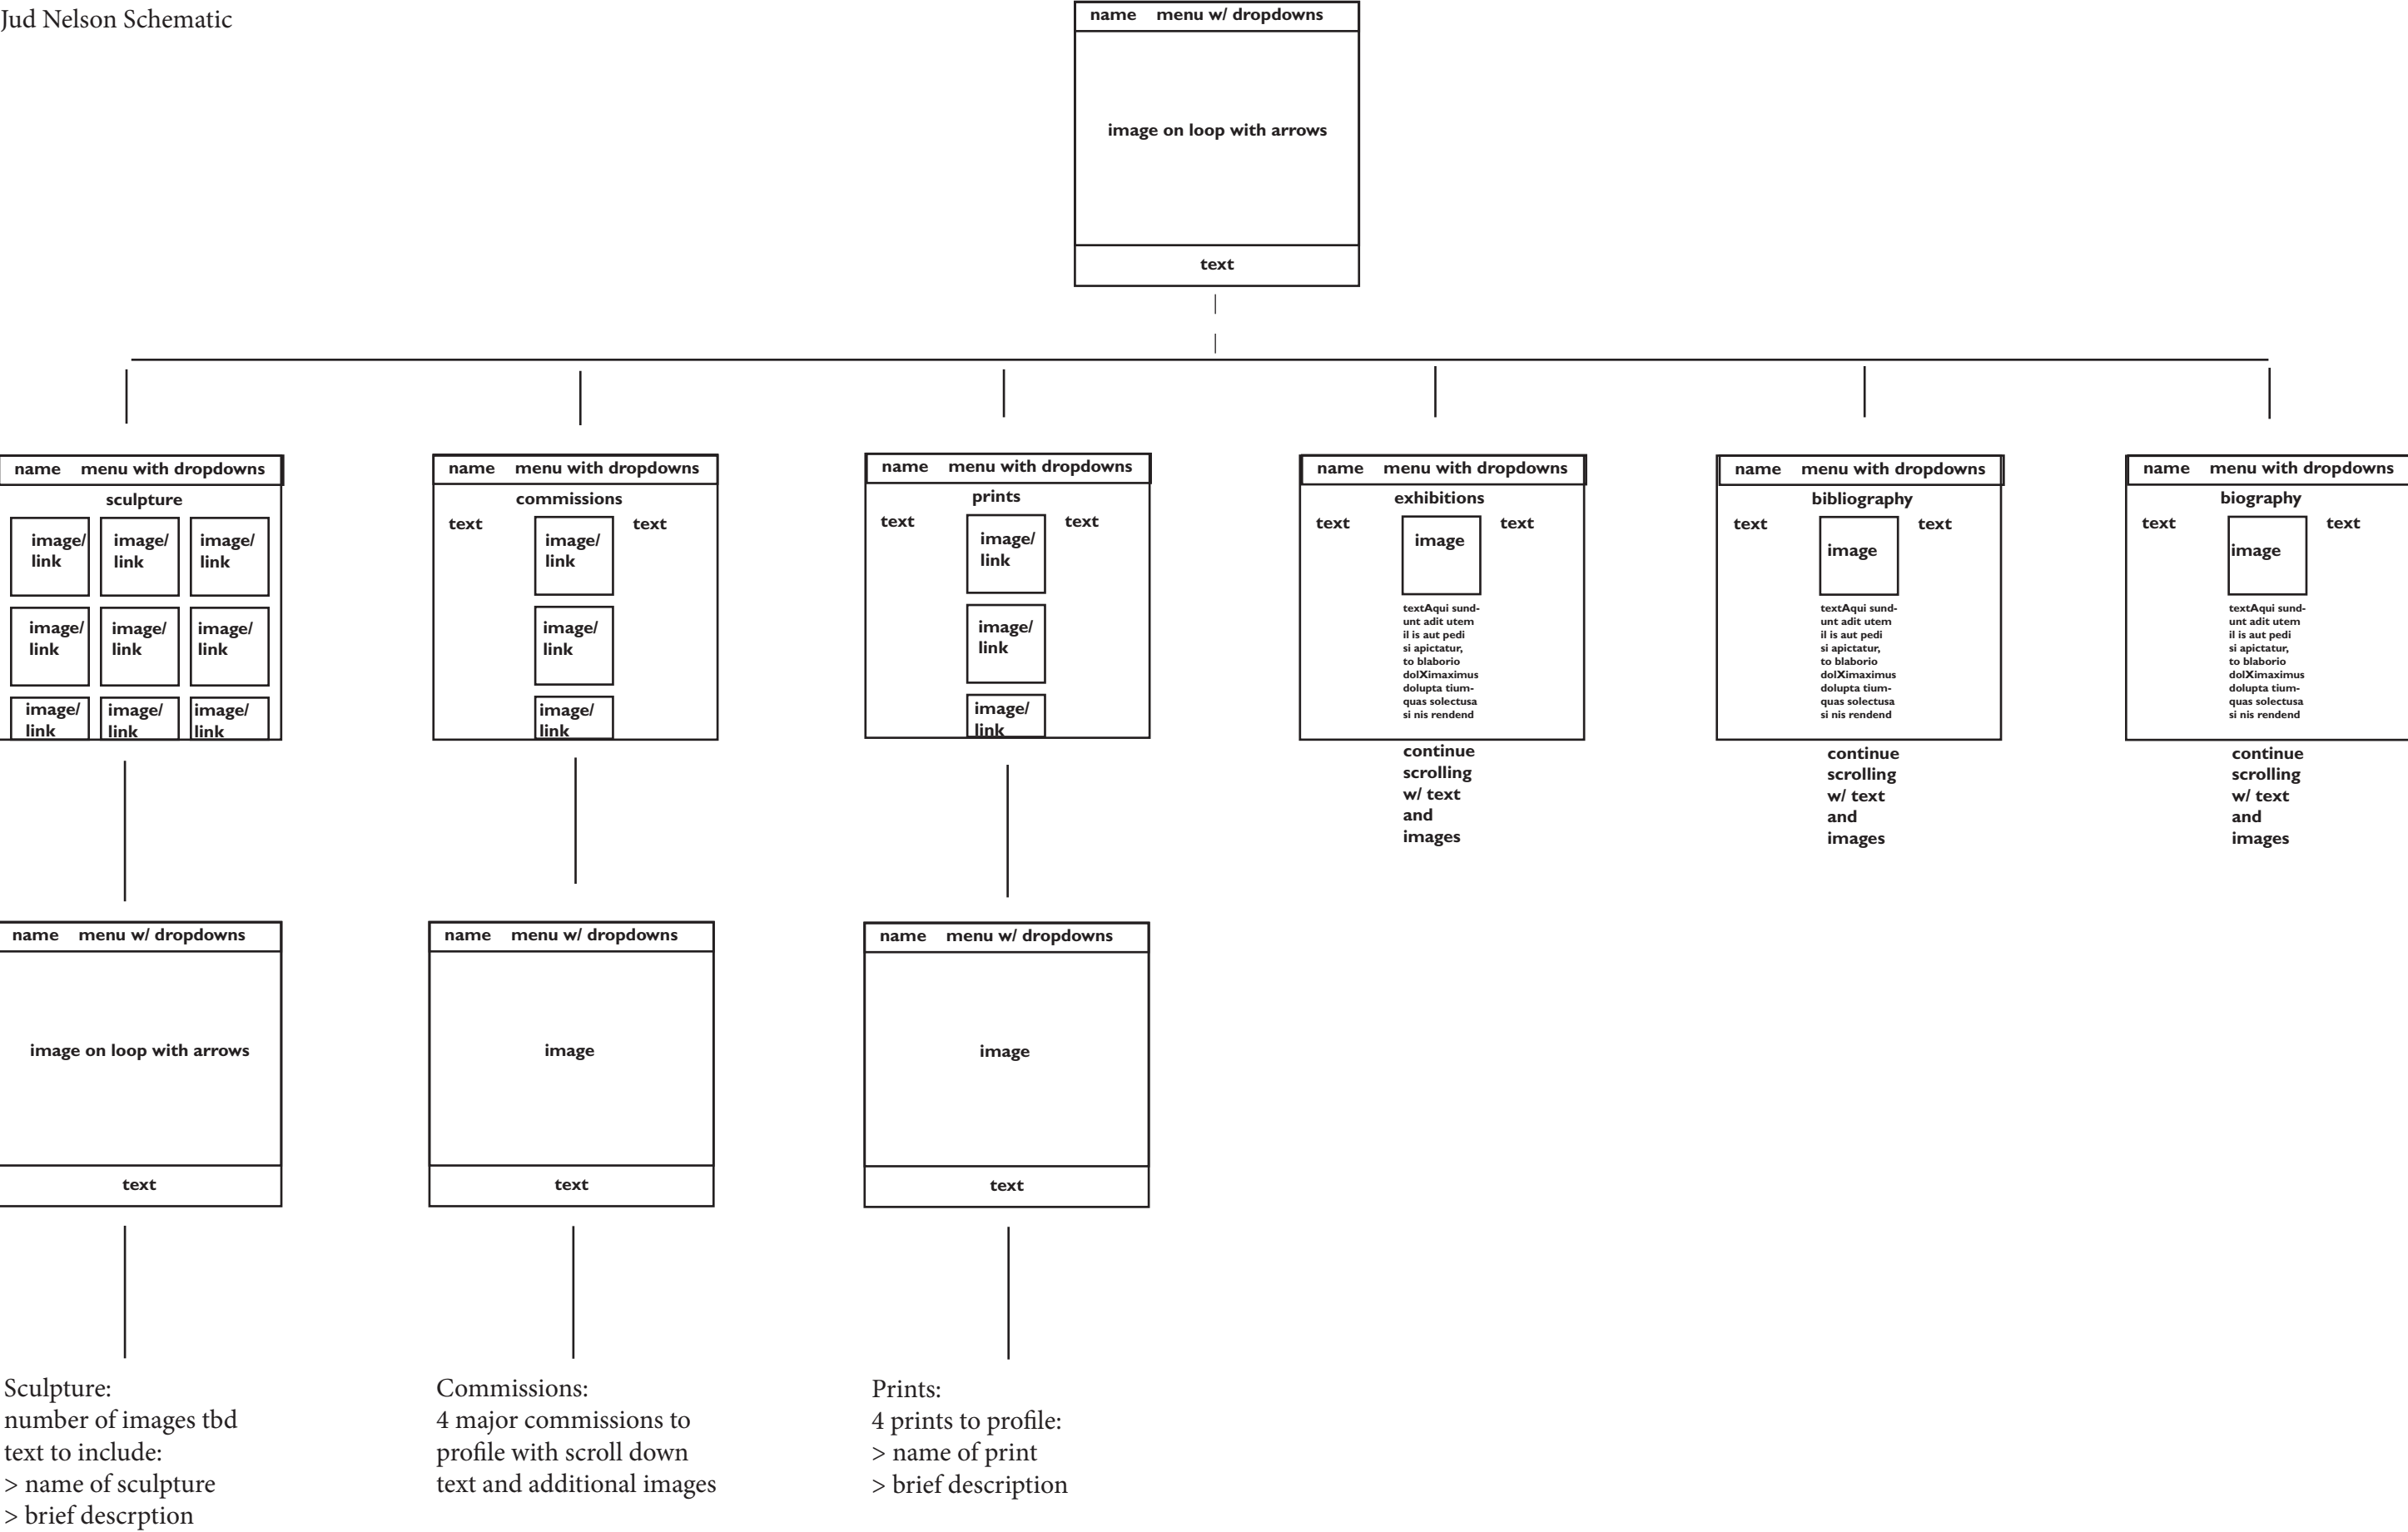 Jud Nelson Schematic
name menu w/ dropdowns
image on loop with arrows
text
name menu with dropdowns
sculpture
image/
link
image/
link
image/
link
image/
link
image/
link
image/
link
image/
link
image/
link
image/
link
name menu with dropdowns
commissions
text
image/
link
text
image/
link
image/
link
name menu with dropdowns
prints
text
image/
link
text
image/
link
image/
link
name menu with dropdowns
exhibitions
text
image
text
textAqui sund-
unt adit utem
il is aut pedi
si apictatur,
to blaborio
dolXimaximus
dolupta tium-
quas solectusa
si nis rendend
continue
scrolling
w/ text
and
images
name menu with dropdowns
bibliography
text
image
text
textAqui sund-
unt adit utem
il is aut pedi
si apictatur,
to blaborio
dolXimaximus
dolupta tium-
quas solectusa
si nis rendend
continue
scrolling
w/ text
and
images
name menu with dropdowns
biography
text
image
text
textAqui sund-
unt adit utem
il is aut pedi
si apictatur,
to blaborio
dolXimaximus
dolupta tium-
quas solectusa
si nis rendend
continue
scrolling
w/ text
and
images
name menu w/ dropdowns
image on loop with arrows
text
name menu w/ dropdowns
image
text
name menu w/ dropdowns
image
text
Sculpture:
number of images tbd
text to include:
> name of sculpture
> brief descrption
Commissions:
4 major commissions to
profile with scroll down
text and additional images
Prints:
4 prints to profile:
> name of print
> brief description